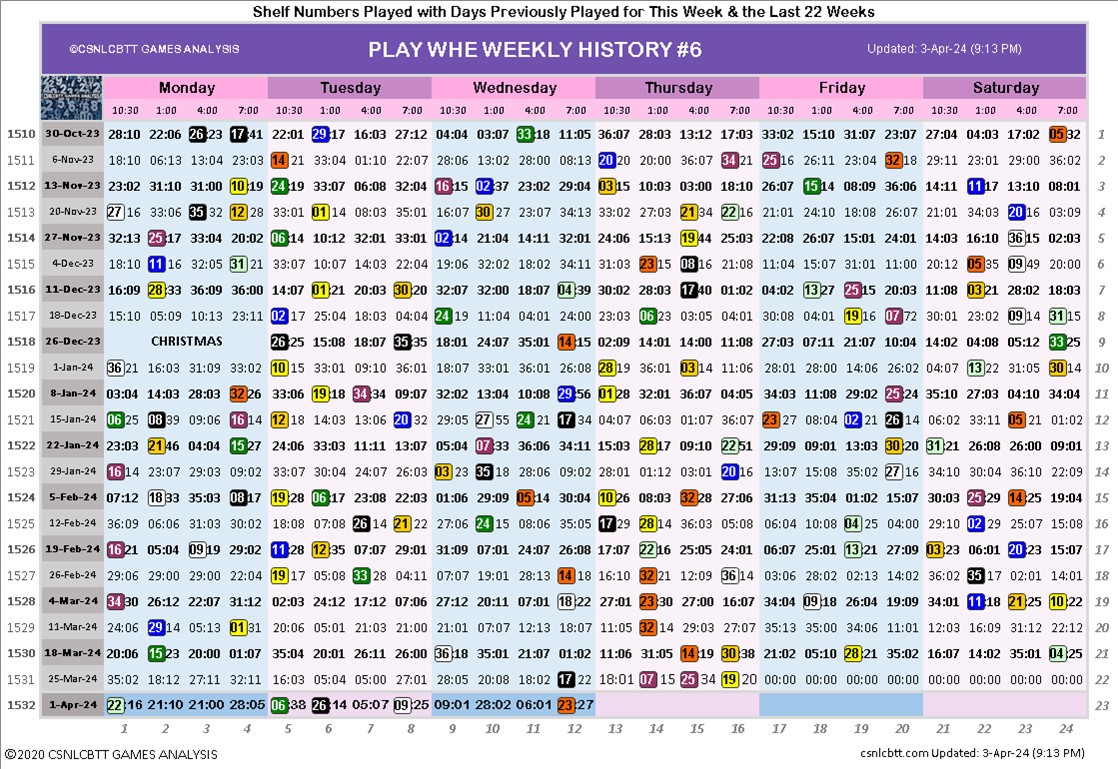 Shelf Numbers Played with Days Previously Played for This Week & the Last 22 Weeks
©CSNLCBTT GAMES ANALYSIS PLAY WHE WEEKLY HISTORY #6 Updated: 3-Apr-24 (9:13 PM)
Monday Tuesday Wednesday Thursday Friday Saturday
10:30 1:00 4:00 7:00 10:30 1:00 4:00 7:00 10:30 1:00 4:00 7:00 10:30 1:00 4:00 7:00 10:30 1:00 4:00 7:00 10:30 1:00 4:00 7:00
1510 30-Oct-23 28:10 22:06 26:23 17:41 22:01 29:17 16:03 27:12 04:04 03:07 33:18 11:05 36:07 28:03 13:12 17:03 33:02 15:10 31:07 23:07 27:04 04:03 17:02 05:32 1
1511 6-Nov-23 18:10 06:13 13:04 23:03 14 21 33:04 01:10 22:07 28:06 13:02 28:00 08:13 20 20 20:00 36:07 34 21 25 16 11:26 23:04 32 18 29:11 23:01 29:00 36:02 2
1512 13-Nov-23 23:02 31:10 31:00 10:19 24:19 33:07 06:08 32:04 16:15 02:37 23:02 29:04 03:15 10:03 03:00 18:10 26:07 18:14 08:09 36:06 14:11 11:17 13:10 08:01 3
1513 20-Nov-23 27 16 33:06 35 32 12 28 33:01 01 14 08:03 35:01 16:07 30 27 23:07 34:13 33:02 27:03 21 34 22 16 21:01 24:10 18:08 26:07 21:01 34:03 20 16 03:09 4
1514 27-Nov-23 32:13 25:17 33:04 20:02 06:14 10:12 32:01 33:01 02:14 21:04 14:11 32:01 24:06 15:13 19:44 25:03 22:08 26:07 15:01 24:01 14:03 16:10 36:15 02:03 5
1515 4-Dec-23 18:10 11 16 32:05 31 21 33:07 10:07 14:03 22:04 19:06 32:02 18:02 34:11 31:03 23 15 08 16 21:08 11:04 15:07 31:01 11:00 20:12 05 35 09 49 20:00 6
1516 11-Dec-23 16:09 28:33 36:09 36:00 14:07 01:21 20:03 30:20 32:07 32:00 18:07 04:39 30:02 28:03 17:40 01:02 04:02 13:27 25:15 20:03 11:08 03:21 28:02 18:03 7
1517 18-Dec-23 15:10 05:09 10:13 23:11 02 17 25:04 08:12 24:08 24 19 11:04 04:01 24:00 23:03 06 23 03:05 04:01 30:08 04:01 19 16 07 72 30:01 23:02 09 14 31 15 8
1518 26-Dec-23 CHRISTMAS 26:25 15:08 18:07 35:35 18:01 24:07 35:01 14:15 02:09 14:01 14:00 11:08 27:03 07:11 21:07 10:04 14:02 04:08 05:12 33:25 9
1519 1-Jan-24 36 21 16:03 31:09 33:02 10 15 33:01 09:10 36:01 18:07 33:01 36:01 26:08 28 19 36:01 03 14 11:06 28:01 28:00 14:06 26:02 04:07 13 22 31:08 30 14 10
1520 8-Jan-24 03:04 14:03 28:03 32:26 33:06 19:18 34:34 09:07 32:02 13:04 10:08 29:56 01:28 32:01 36:07 04:05 34:03 11:08 29:02 25:24 35:10 27:03 04:10 34:04 11
1521 15-Jan-24 06 25 08 39 09:06 16 14 12 18 14:03 13:06 20 32 29:05 27 55 24 21 17 34 04:07 06:03 01:07 06:07 23 27 19:03 02 21 26 14 06:02 33:11 05 21 01:02 12
1522 22-Jan-24 23:03 21:46 04:04 15:27 24:06 33:03 11:11 13:07 05:04 07:33 36:06 34:11 15:03 28:17 09:10 22:51 29:09 09:01 13:03 30:20 31:21 26:08 23:00 09:01 13
1523 29-Jan-24 16 14 23:07 29:03 09:02 33:07 30:04 24:07 26:03 03 23 35 18 28:06 09:02 28:01 01:12 03:01 20 16 13:07 01:08 35:02 27 16 34:10 30:04 36:10 22:09 14
1524 5-Feb-24 07:12 18:33 35:03 08:17 19:28 06:17 23:08 22:03 01:06 29:09 05:14 30:04 10:26 08:03 32:15 27:06 31:13 35:04 01:02 15:07 30:03 25:29 14:25 19:04 15
1525 12-Feb-24 36:09 06:06 31:03 30:02 18:08 07:08 26 14 21 22 27:06 10 15 08:06 35:05 17 29 28 14 36:03 05:08 06:04 10:08 04 25 04:00 29:10 02 29 25:07 15:08 16
1526 19-Feb-24 16:21 05:04 09:19 29:02 11:28 12:35 07:07 29:01 31:09 07:01 24:07 26:08 17:07 22:16 25:05 24:01 06:07 25:01 13:21 27:09 03:23 06:01 20:23 15:07 17
1527 26-Feb-24 29:06 29:00 29:00 22:04 19 17 05:08 33 28 04:11 07:07 19:01 28:13 14 18 16:10 32 21 12:09 36 14 03:06 28:02 02:13 14:02 36:02 35 17 02:01 14:01 18
1528 4-Mar-24 34:30 26:12 22:07 31:12 02:03 24:12 17:12 07:06 27:12 20:11 07:01 18:22 27:01 23:30 27:00 16:07 34:04 09:18 26:04 19:09 34:01 11:18 21:25 10:22 19
1529 11-Mar-24 24:06 29 14 05:13 01 31 20:05 07:05 06:13 01:01 21:01 07:05 12:13 18:07 11:05 32 14 29:03 27:07 35:13 35:00 22:06 11:01 12:03 16:09 31:12 22:12 20
1530 18-Mar-24 20:06 15:23 20:00 01:07 35:04 20:01 26:11 35:00 36:18 05:07 21:07 01:02 11:06 31:05 14:19 30:38 21:02 05:10 28:21 35:02 16:07 14:02 35:01 04:25 21
1531 25-Mar-24 35:02 18:12 27:11 32:11 16:03 05:04 05:00 27:01 28:05 20:08 18:02 17 22 18:01 07 15 25 34 19 20 00:00 00:00 00:00 00:00 00:00 00:00 00:00 00:00 22
1532 1-Apr-24 22:16 21:10 21:00 28:05 06:38 26:14 05:07 09:25 09:01 28:02 06:01 23:27 23
1 2 3 4 5 6 7 8 9 10 11 12 13 14 15 16 17 18 19 20 21 22 23 24
©2020 CSNLCBTT GAMES ANALYSIS csnlcbtt.com Updated: 3-Apr-24 (9:13 PM)